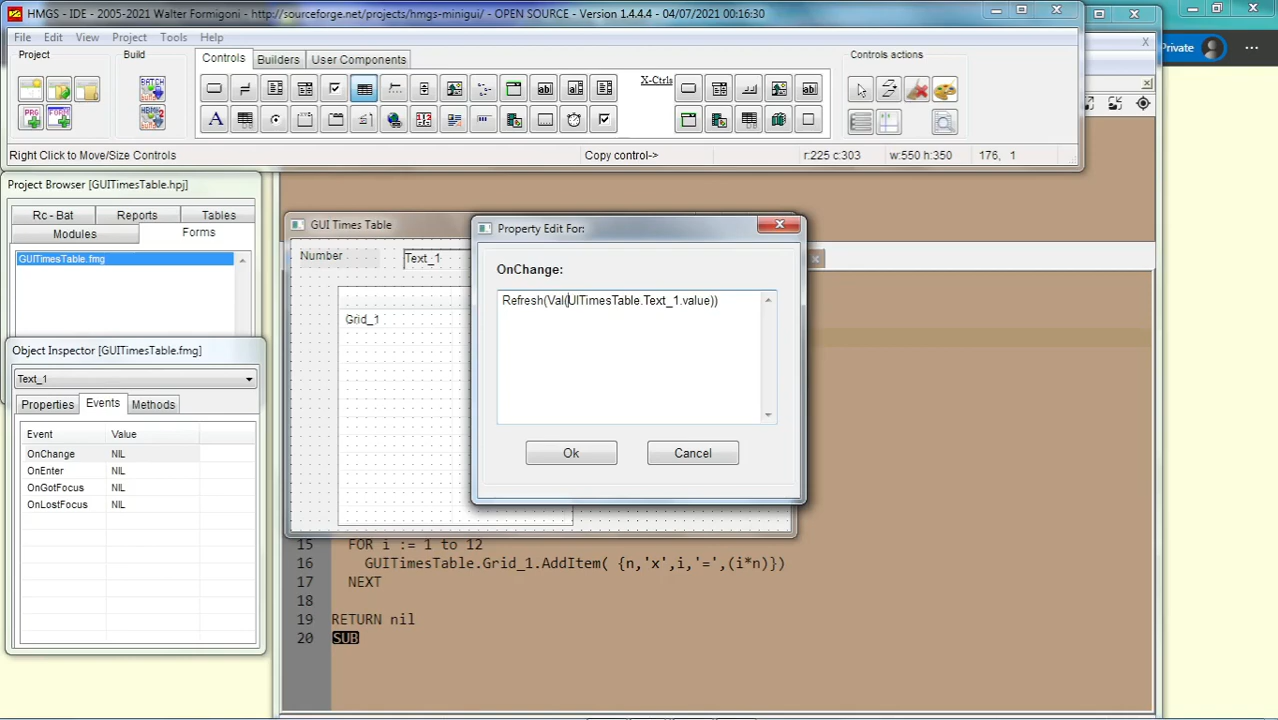 HMGS - IDE - 2005-2021 Walter Formigoni - http://sourceforge.net/projects/hmgs-minigui/ - OPEN SOURCE - Version 1.4.4.4 - 04/07/2021 00:16:30
File Edit View Project Tools Help
Private
Project
Build
Controls Builders User Components
Controls actions
BATCH
X-Ctrls
PRG
FORM
HBMK2
Right Click to Move/Size Controls
Copy control->
r:225 c:303
w:550 h:350
176, 1
Project Browser [GUITimesTable.hpj]
Rc - Bat Reports Tables
Modules Forms
GUITimesTable.fmg
Object Inspector [GUITimesTable.fmg]
Text_1
Properties Events Methods
Event Value
OnChange NIL
OnEnter NIL
OnGotFocus NIL
OnLostFocus NIL
GUI Times Table
Number
Text_1
Grid_1
Property Edit For:
OnChange:
Refresh(Val(UITimesTable.Text_1.value))
Ok
Cancel
15 FOR i := 1 to 12
16 GUITimesTable.Grid_1.AddItem( {n,'x',i,'=',(i*n)})
17 NEXT
18
19 RETURN nil
20 SUB